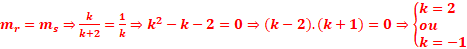 mᵣ = mₛ ⇒ k/(k+2) = 1/k ⇒ k² − k − 2 = 0 ⇒ (k − 2).(k + 1) = 0 ⇒ { k = 2
ou
k = −1